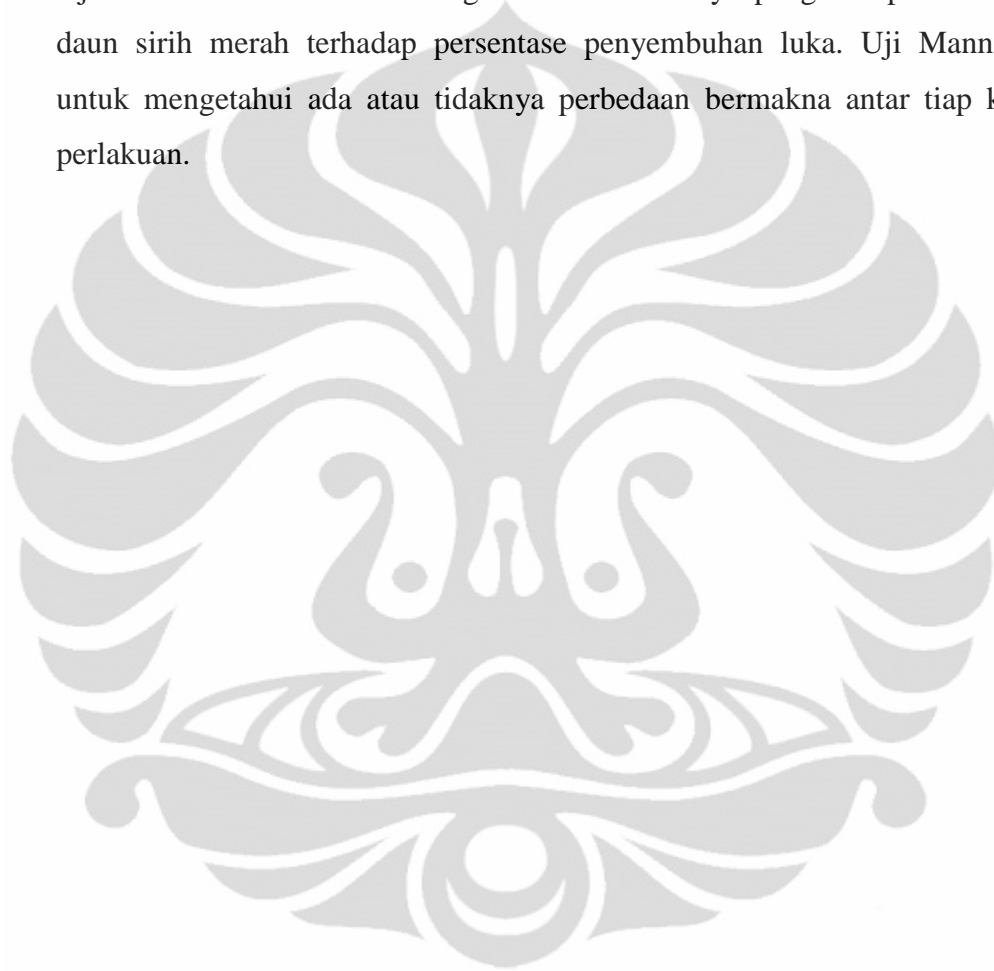 daun sirih merah terhadap persentase penyembuhan luka. Uji Mann
untuk mengetahui ada atau tidaknya perbedaan bermakna antar tiap
perlakuan.